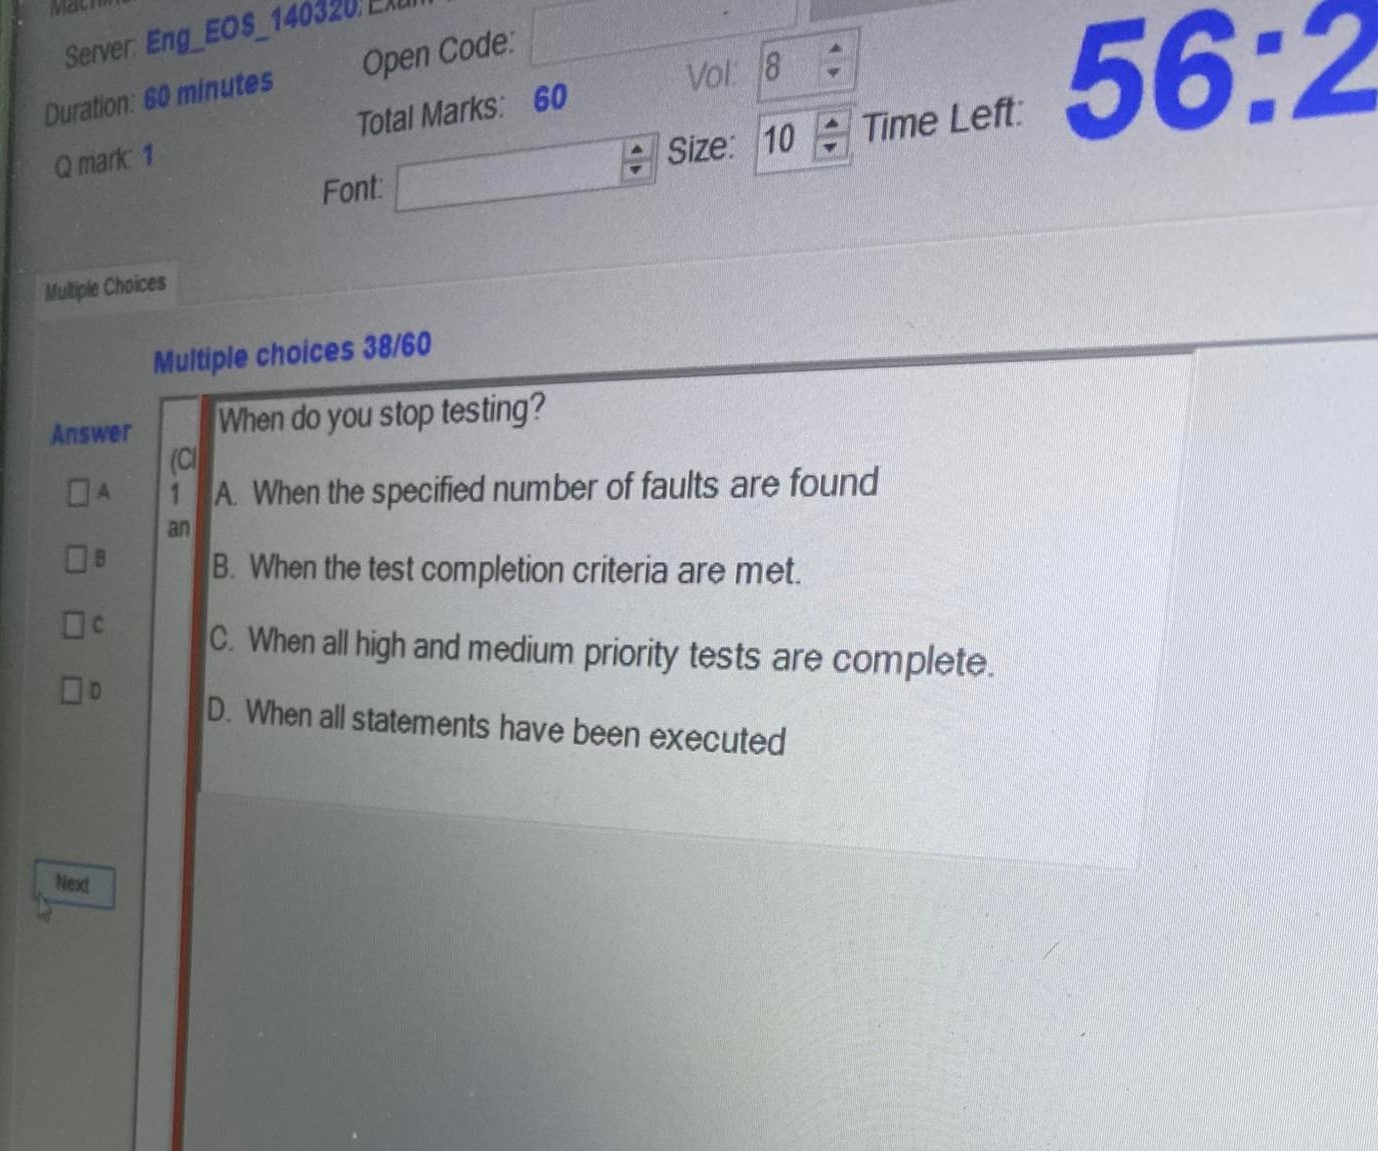 Server: Eng_EOS_140320.
Open Code:
Vol: 8
56:2
Duration: 60 minutes
Total Marks: 60
Size: 10
Time Left:
Q mark: 1
Font:
Multiple Choices
Multiple choices 38/60
Answer
When do you stop testing?
(Cl
1
an
A
A. When the specified number of faults are found
B
B. When the test completion criteria are met.
C
C. When all high and medium priority tests are complete.
D
D. When all statements have been executed
Next